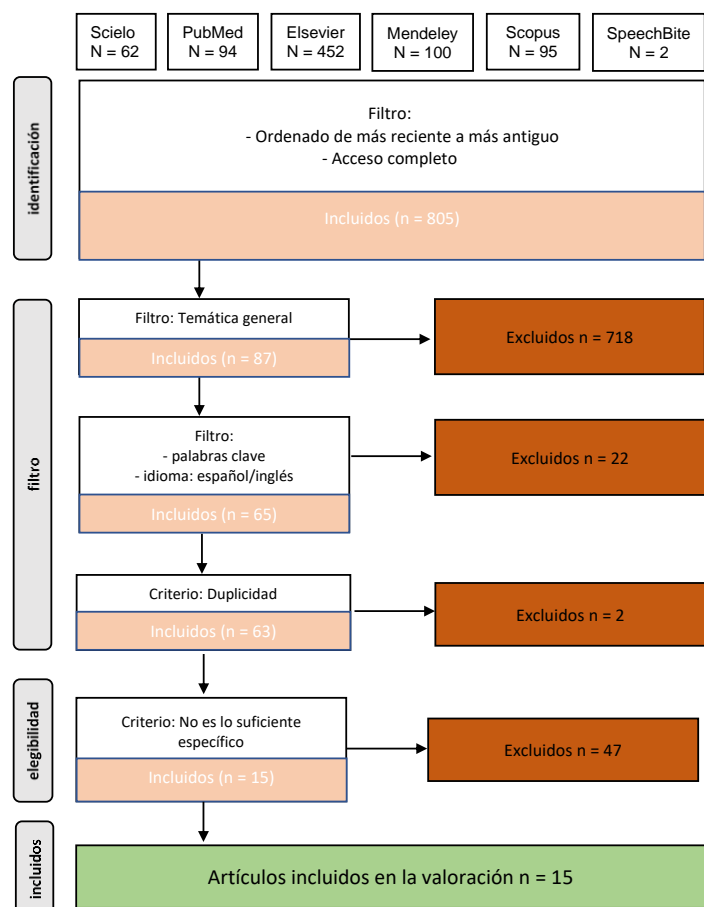 Scielo
N = 62
PubMed
N = 94
Elsevier
N = 452
Mendeley
N = 100
Scopus
N = 95
SpeechBite
N = 2
identificación
Filtro:
- Ordenado de más reciente a más antiguo
- Acceso completo
Incluidos (n = 805)
filtro
Filtro: Temática general
Incluidos (n = 87)
Excluidos n = 718
Filtro:
- palabras clave
- idioma: español/inglés
Incluidos (n = 65)
Excluidos n = 22
Criterio: Duplicidad
Incluidos (n = 63)
Excluidos n = 2
elegibilidad
Criterio: No es lo suficiente
específico
Incluidos (n = 15)
Excluidos n = 47
incluidos
Artículos incluidos en la valoración n = 15